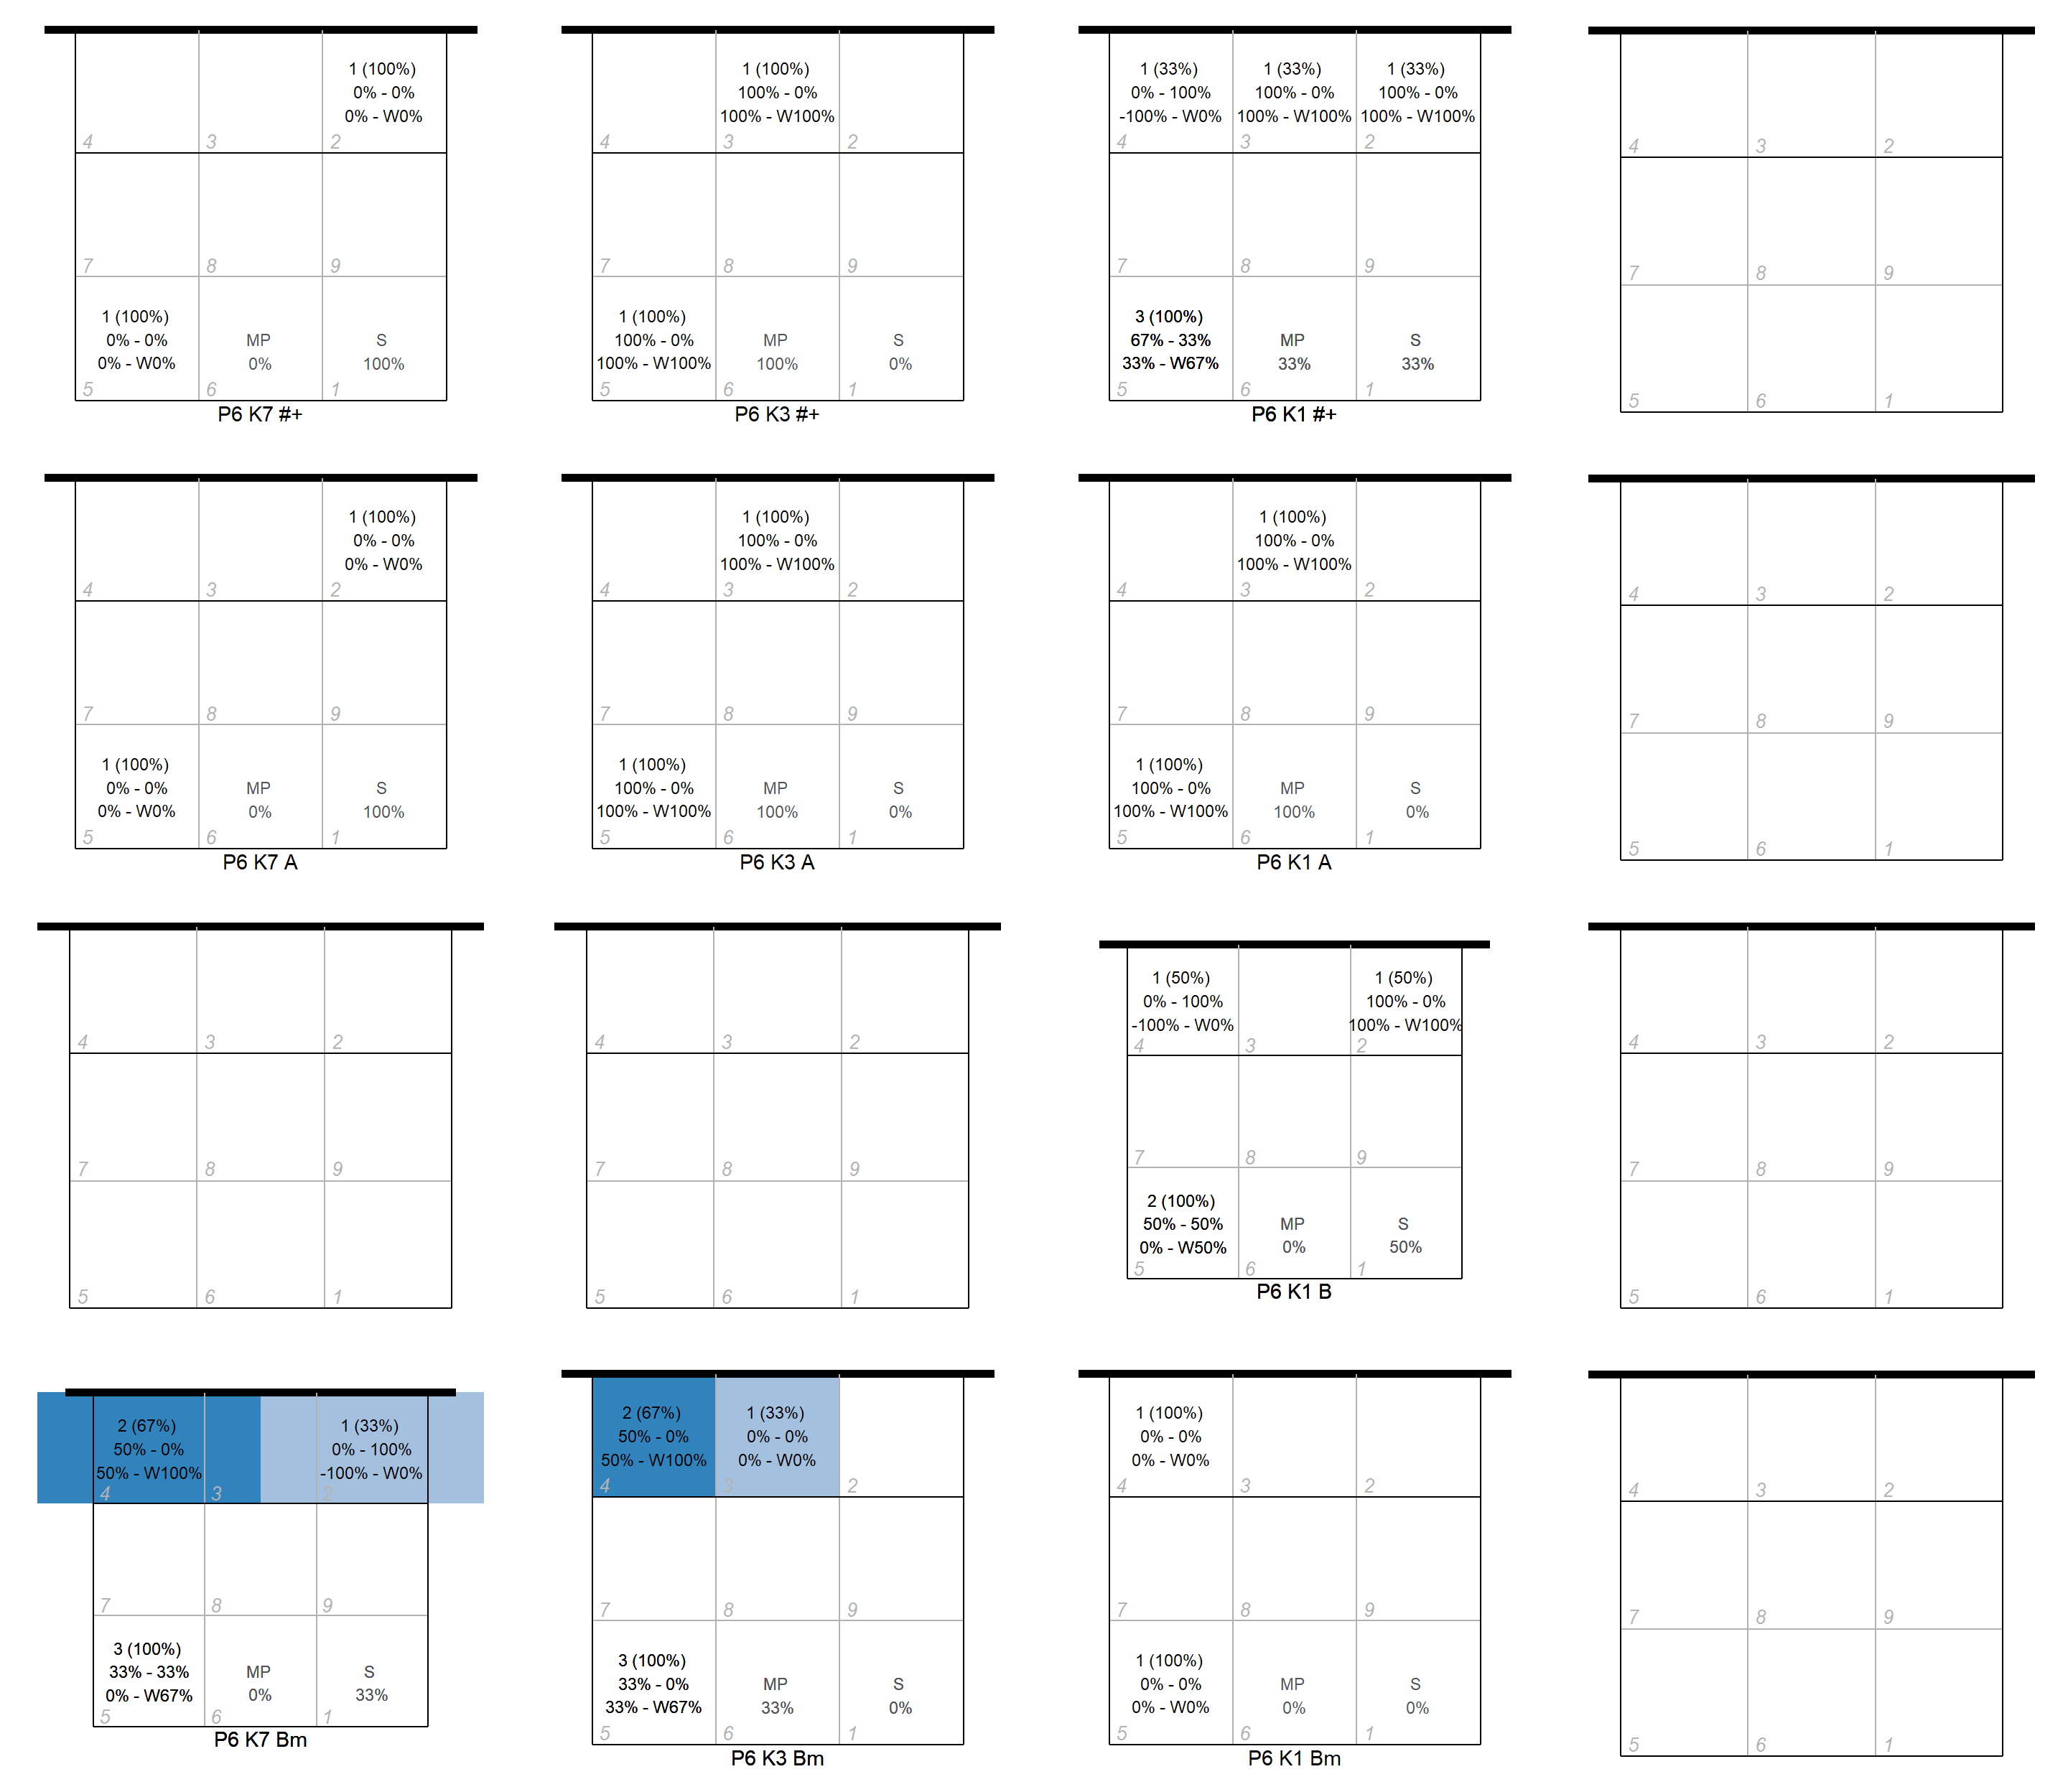 1 (100%)
0% - 0%
0% - W0%
4 3 2
7 8 9
1 (100%)
0% - 0%
0% - W0%
MP
0%
S
100%
5 6 1
P6 K7 #+
1 (100%)
100% - 0%
100% - W100%
4 3 2
7 8 9
1 (100%)
100% - 0%
100% - W100%
MP
100%
S
0%
5 6 1
P6 K3 #+
1 (33%)
0% - 100%
-100% - W0%
1 (33%)
100% - 0%
100% - W100%
1 (33%)
100% - 0%
100% - W100%
4 3 2
7 8 9
3 (100%)
67% - 33%
33% - W67%
MP
33%
S
33%
5 6 1
P6 K1 #+
4 3 2
7 8 9
5 6 1
1 (100%)
0% - 0%
0% - W0%
4 3 2
7 8 9
1 (100%)
0% - 0%
0% - W0%
MP
0%
S
100%
5 6 1
P6 K7 A
1 (100%)
100% - 0%
100% - W100%
4 3 2
7 8 9
1 (100%)
100% - 0%
100% - W100%
MP
100%
S
0%
5 6 1
P6 K3 A
1 (100%)
100% - 0%
100% - W100%
4 3 2
7 8 9
1 (100%)
100% - 0%
100% - W100%
MP
100%
S
0%
5 6 1
P6 K1 A
4 3 2
7 8 9
5 6 1
4 3 2
7 8 9
5 6 1
4 3 2
7 8 9
5 6 1
1 (50%)
0% - 100%
-100% - W0%
1 (50%)
100% - 0%
100% - W100%
4 3 2
7 8 9
2 (100%)
50% - 50%
0% - W50%
MP
0%
S
50%
5 6 1
P6 K1 B
4 3 2
7 8 9
5 6 1
2 (67%)
50% - 0%
50% - W100%
1 (33%)
0% - 100%
-100% - W0%
4 3 2
7 8 9
3 (100%)
33% - 33%
0% - W67%
MP
0%
S
33%
5 6 1
P6 K7 Bm
2 (67%)
50% - 0%
50% - W100%
1 (33%)
0% - 0%
0% - W0%
4 3 2
7 8 9
3 (100%)
33% - 0%
33% - W67%
MP
33%
S
0%
5 6 1
P6 K3 Bm
1 (100%)
0% - 0%
0% - W0%
4 3 2
7 8 9
1 (100%)
0% - 0%
0% - W0%
MP
0%
S
0%
5 6 1
P6 K1 Bm
4 3 2
7 8 9
5 6 1